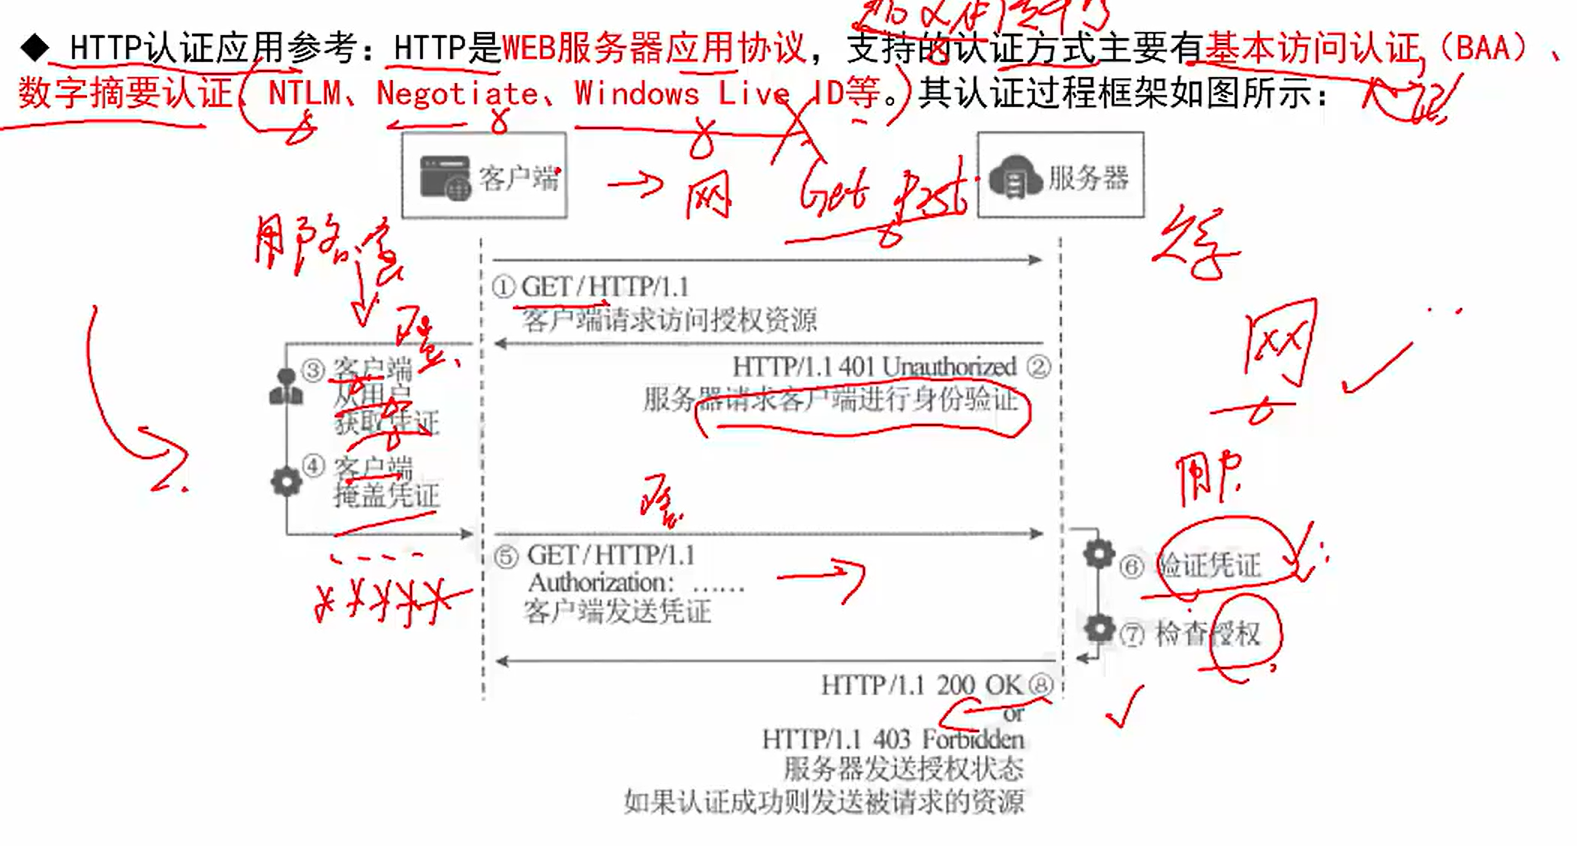 ◆ HTTP认证应用参考：HTTP是WEB服务器应用协议，支持的认证方式主要有基本访问认证（BAA）、
数字摘要认证、NTLM、Negotiate、Windows Live ID等。其认证过程框架如图所示：
客户端
网
Get Post
服务器
用户名
① GET/HTTP/1.1
客户端请求访问授权资源
网
HTTP/1.1 401 Unauthorized ②
服务器请求客户端进行身份验证
③ 客户端
从用户
获取凭证
④ 客户端
掩盖凭证
用户
⑤ GET/HTTP/1.1
Authorization: ……
客户端发送凭证
⑥ 验证凭证
⑦ 检查授权
HTTP/1.1 200 OK ⑧
or
HTTP/1.1 403 Forbidden
服务器发送授权状态
如果认证成功则发送被请求的资源